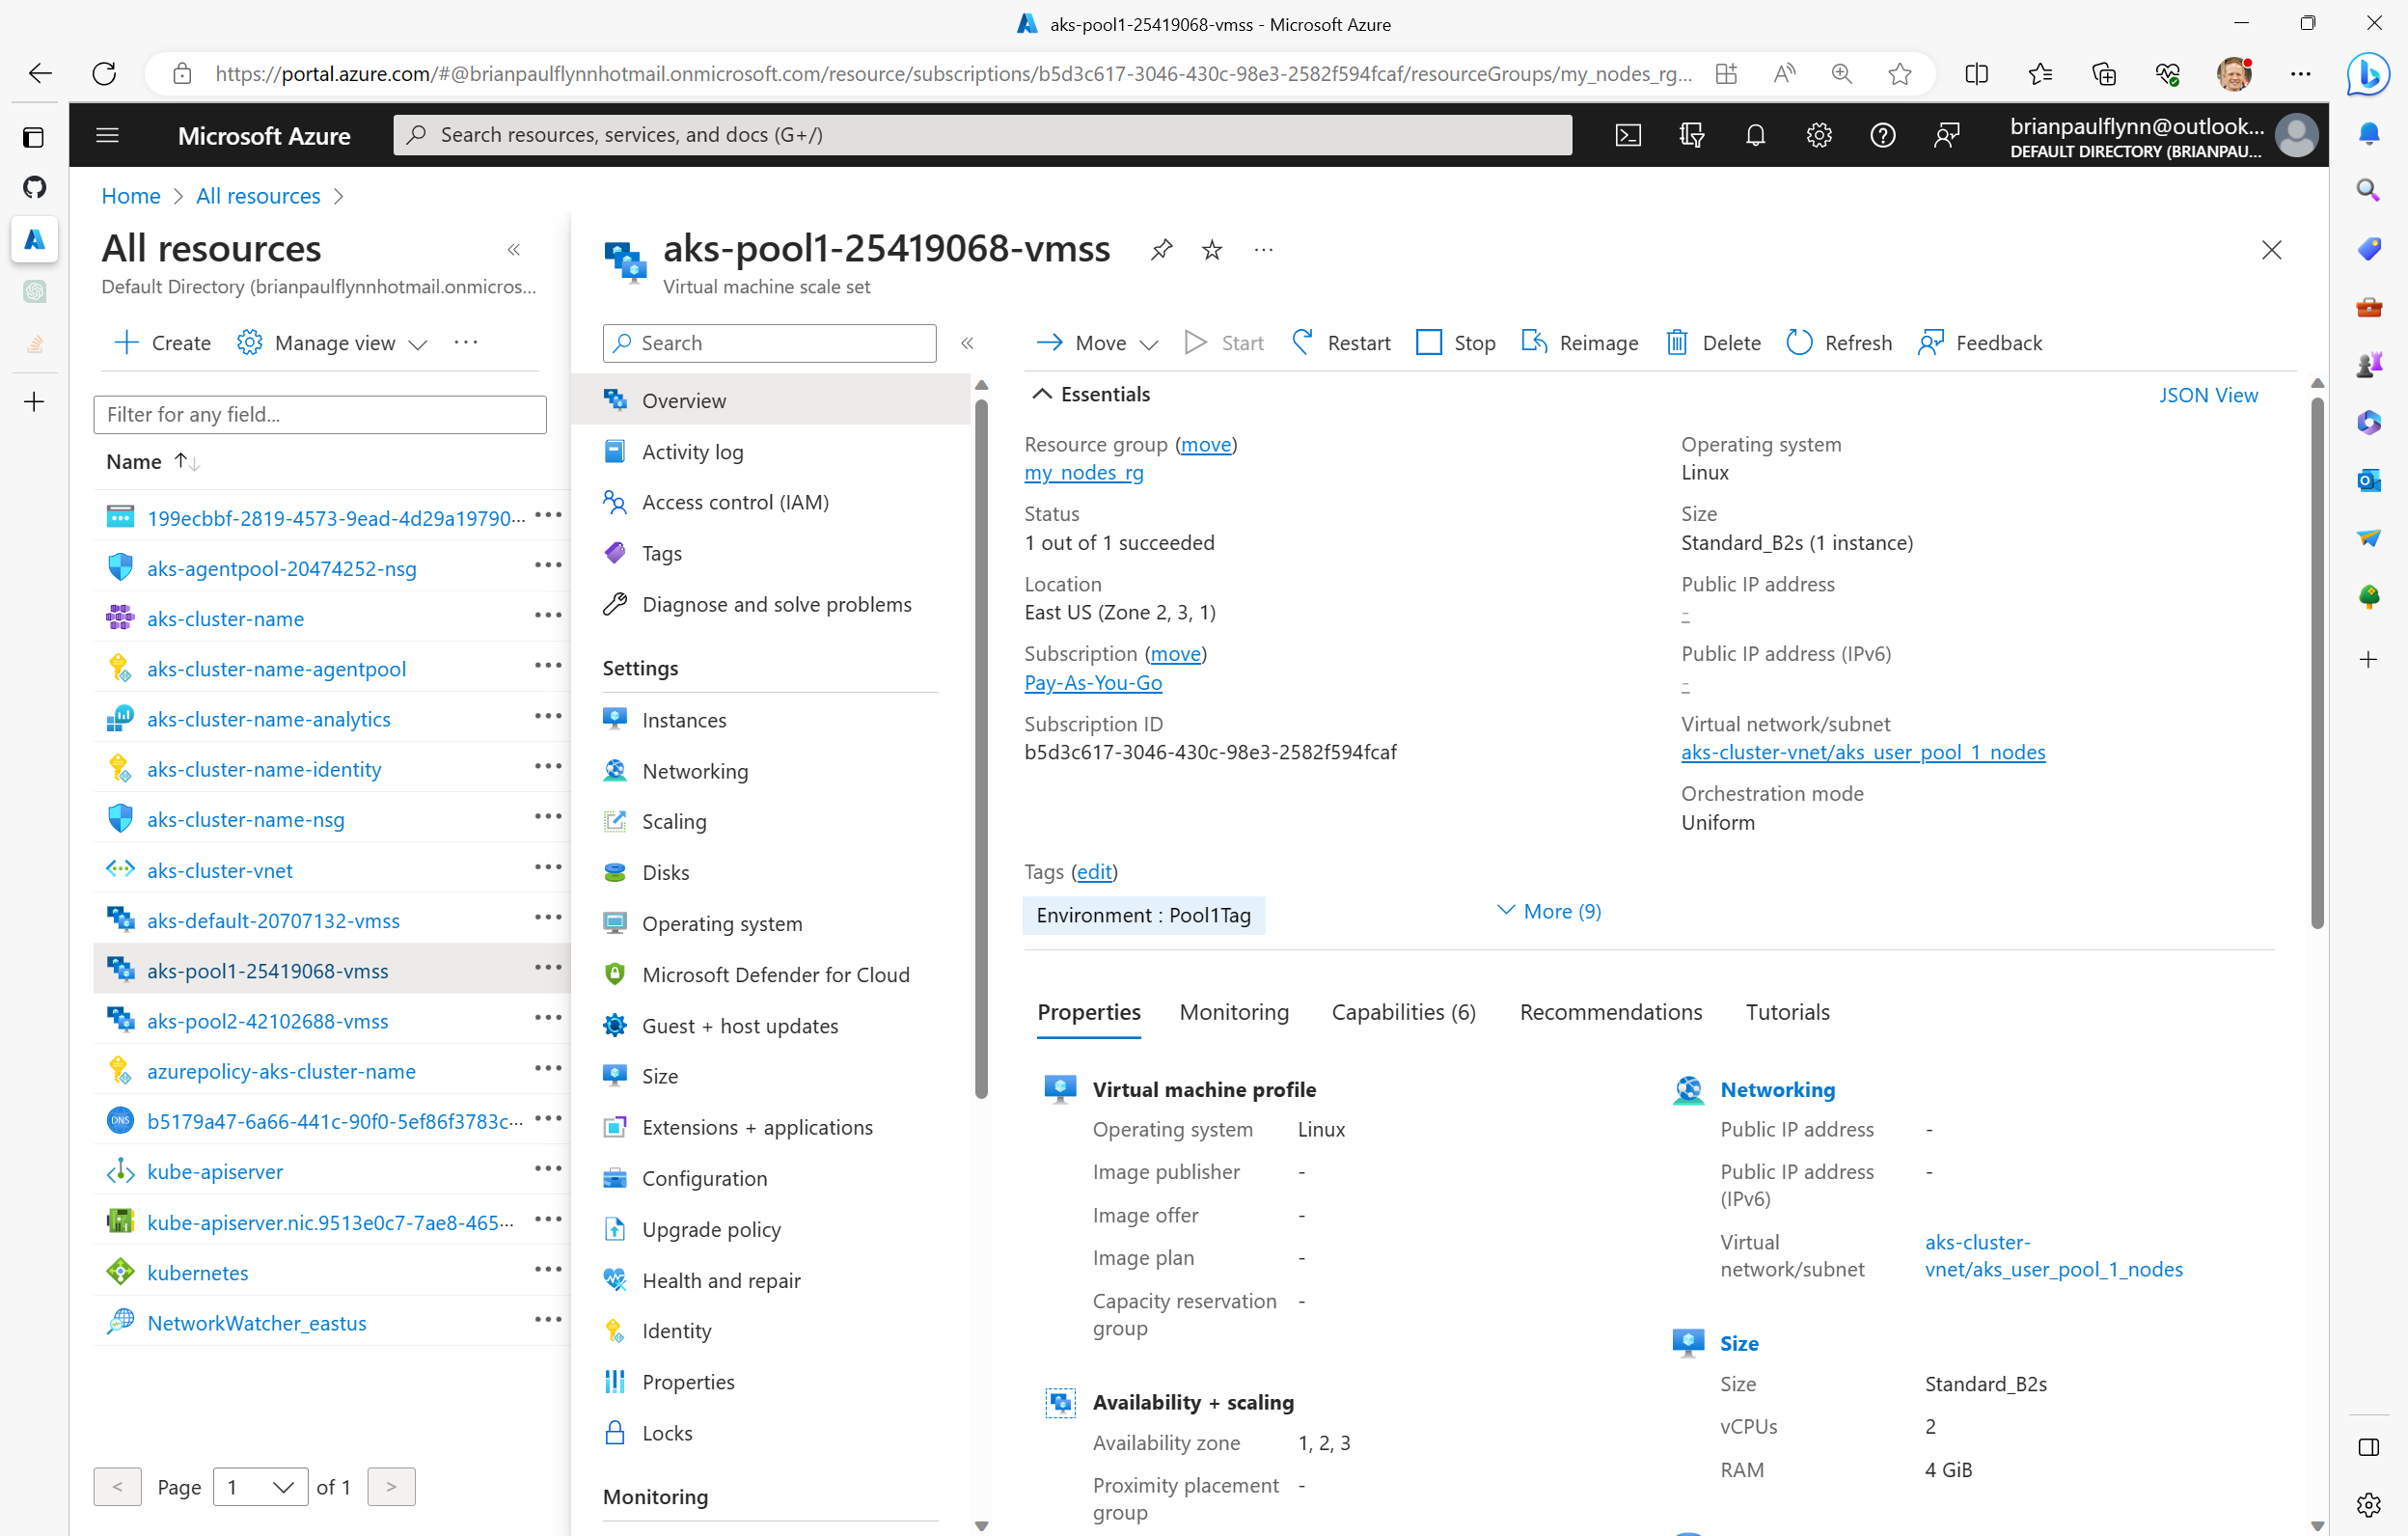 aks-pool1-25419068-vmss - Microsoft Azure
https://portal.azure.com/#@brianpaulflynnhotmail.onmicrosoft.com/resource/subscriptions/b5d3c617-3046-430c-98e3-2582f594fcaf/resourceGroups/my_nodes_rg...
Microsoft Azure
Search resources, services, and docs (G+/)
brianpaulflynn@outlook...
DEFAULT DIRECTORY (BRIANPAU...
Home > All resources >
All resources
Default Directory (brianpaulflynnhotmail.onmicros...
Create
Manage view
Filter for any field...
Name
199ecbbf-2819-4573-9ead-4d29a19790...
aks-agentpool-20474252-nsg
aks-cluster-name
aks-cluster-name-agentpool
aks-cluster-name-analytics
aks-cluster-name-identity
aks-cluster-name-nsg
aks-cluster-vnet
aks-default-20707132-vmss
aks-pool1-25419068-vmss
aks-pool2-42102688-vmss
azurepolicy-aks-cluster-name
DNS
b5179a47-6a66-441c-90f0-5ef86f3783c...
kube-apiserver
kube-apiserver.nic.9513e0c7-7ae8-465...
kubernetes
NetworkWatcher_eastus
< Page 1 of 1 >
aks-pool1-25419068-vmss
Virtual machine scale set
Search
Overview
Activity log
Access control (IAM)
Tags
Diagnose and solve problems
Settings
Instances
Networking
Scaling
Disks
Operating system
Microsoft Defender for Cloud
Guest + host updates
Size
Extensions + applications
Configuration
Upgrade policy
Health and repair
Identity
Properties
Locks
Monitoring
Move
Start
Restart
Stop
Reimage
Delete
Refresh
Feedback
Essentials
JSON View
Resource group (move)
my_nodes_rg
Status
1 out of 1 succeeded
Location
East US (Zone 2, 3, 1)
Subscription (move)
Pay-As-You-Go
Subscription ID
b5d3c617-3046-430c-98e3-2582f594fcaf
Operating system
Linux
Size
Standard_B2s (1 instance)
Public IP address
-
Public IP address (IPv6)
-
Virtual network/subnet
aks-cluster-vnet/aks_user_pool_1_nodes
Orchestration mode
Uniform
Tags (edit)
Environment : Pool1Tag
More (9)
Properties
Monitoring
Capabilities (6)
Recommendations
Tutorials
Virtual machine profile
Operating system Linux
Image publisher -
Image offer -
Image plan -
Capacity reservation -
group
Availability + scaling
Availability zone 1, 2, 3
Proximity placement -
group
Networking
Public IP address -
Public IP address -
(IPv6)
Virtual aks-cluster-
network/subnet vnet/aks_user_pool_1_nodes
Size
Size Standard_B2s
vCPUs 2
RAM 4 GiB